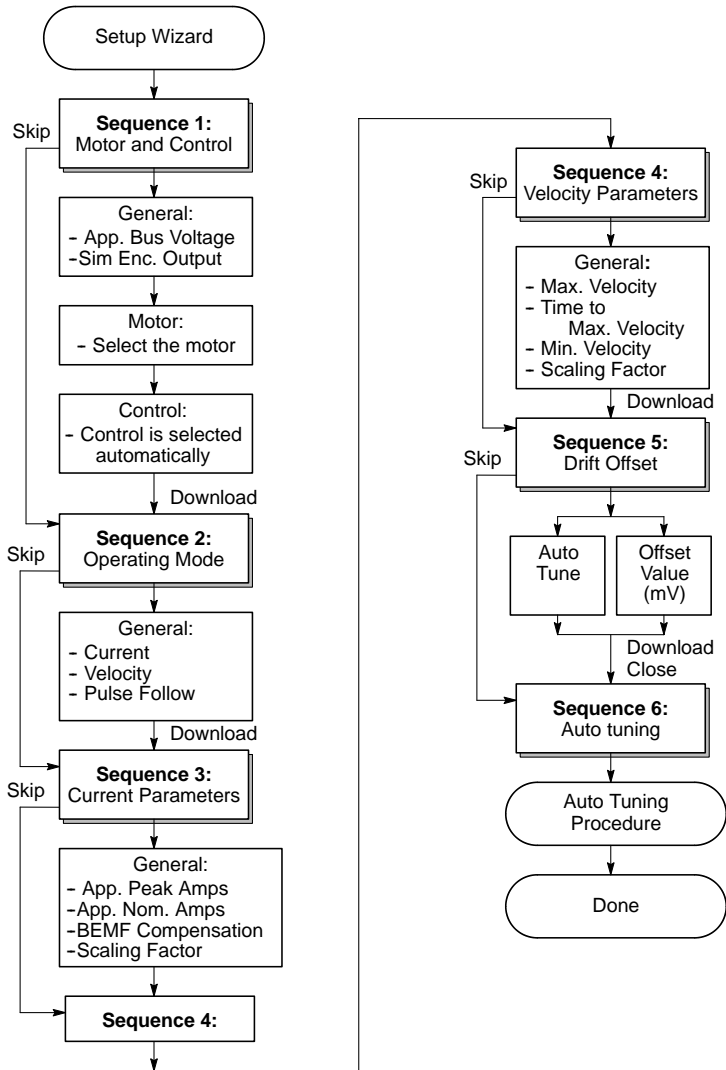 Setup Wizard
Skip
Sequence 1:
Motor and Control
General:
- App. Bus Voltage
-Sim Enc. Output
Motor:
- Select the motor
Control:
- Control is selected
automatically
Download
Skip
Sequence 2:
Operating Mode
General:
- Current
- Velocity
- Pulse Follow
Download
Skip
Sequence 3:
Current Parameters
General:
- App. Peak Amps
-App. Nom. Amps
-BEMF Compensation
-Scaling Factor
Sequence 4:
Skip
Sequence 4:
Velocity Parameters
General:
- Max. Velocity
- Time to
Max. Velocity
- Min. Velocity
- Scaling Factor
Download
Skip
Sequence 5:
Drift Offset
Auto
Tune
Offset
Value
(mV)
Download
Close
Sequence 6:
Auto tuning
Auto Tuning
Procedure
Done